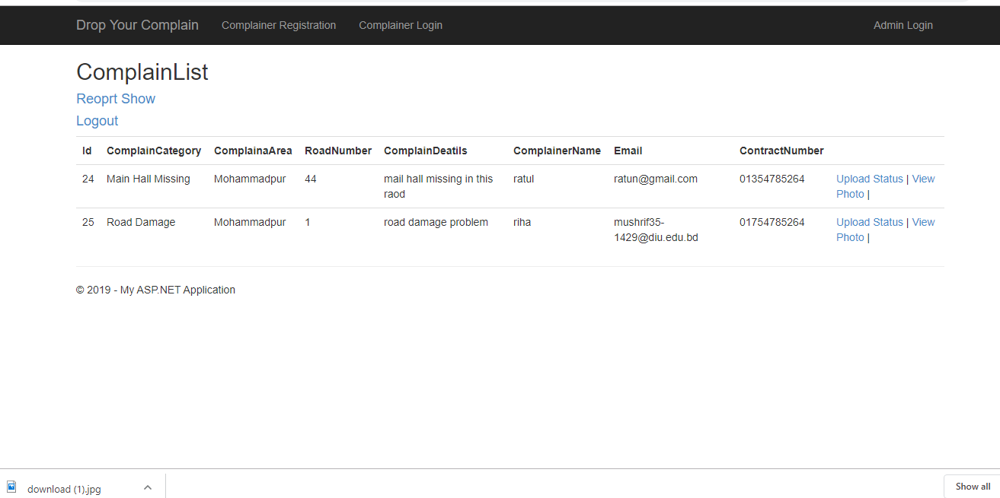 Drop Your Complain Complainer Registration Complainer Login Admin Login
ComplainList
Reoprt Show
Logout
Id ComplainCategory ComplainaArea RoadNumber ComplainDeatils ComplainerName Email ContractNumber
24 Main Hall Missing Mohammadpur 44 mail hall missing in this ratul ratun@gmail.com 01354785264 Upload Status | View
raod Photo |
25 Road Damage Mohammadpur 1 road damage problem riha mushrif35- 01754785264 Upload Status | View
1429@diu.edu.bd Photo |
© 2019 - My ASP.NET Application
download (1).jpg Show all